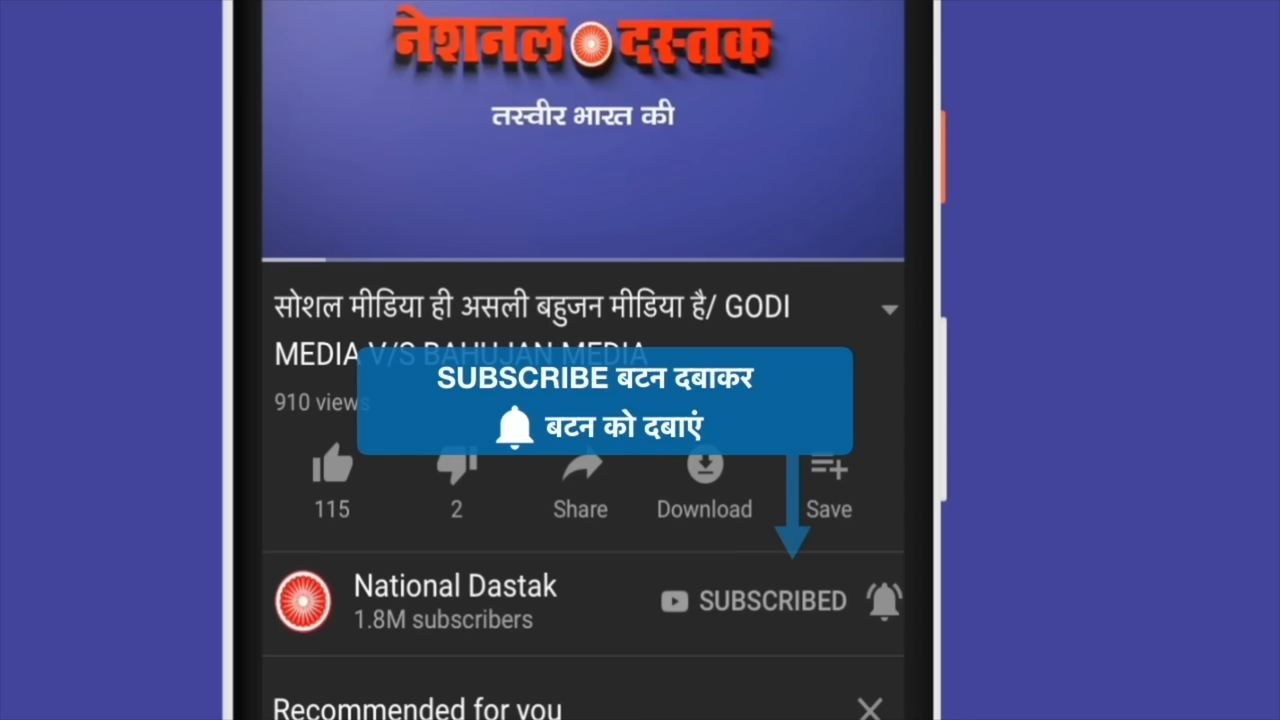 नेशनल दस्तक
तस्वीर भारत की
सोशल मीडिया ही असली बहुजन मीडिया है/ GODI
MEDIA V/S BAHUJAN MEDIA
SUBSCRIBE बटन दबाकर
बटन को दबाएं
910 views
115
2
Share
Download
Save
National Dastak
1.8M subscribers
SUBSCRIBED
Recommended for you